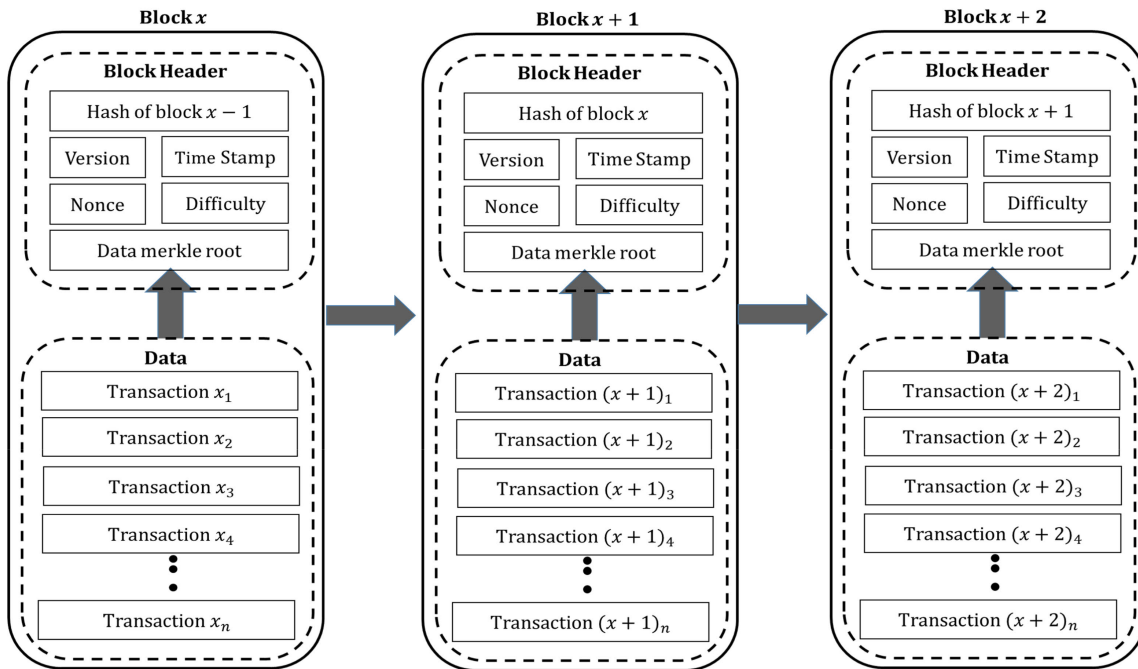 Block x
Block Header
Hash of block x − 1
Version
Time Stamp
Nonce
Difficulty
Data merkle root
Data
Transaction x₁
Transaction x₂
Transaction x₃
Transaction x₄
Transaction xₙ
Block x + 1
Block Header
Hash of block x
Version
Time Stamp
Nonce
Difficulty
Data merkle root
Data
Transaction (x + 1)₁
Transaction (x + 1)₂
Transaction (x + 1)₃
Transaction (x + 1)₄
Transaction (x + 1)ₙ
Block x + 2
Block Header
Hash of block x + 1
Version
Time Stamp
Nonce
Difficulty
Data merkle root
Data
Transaction (x + 2)₁
Transaction (x + 2)₂
Transaction (x + 2)₃
Transaction (x + 2)₄
Transaction (x + 2)ₙ